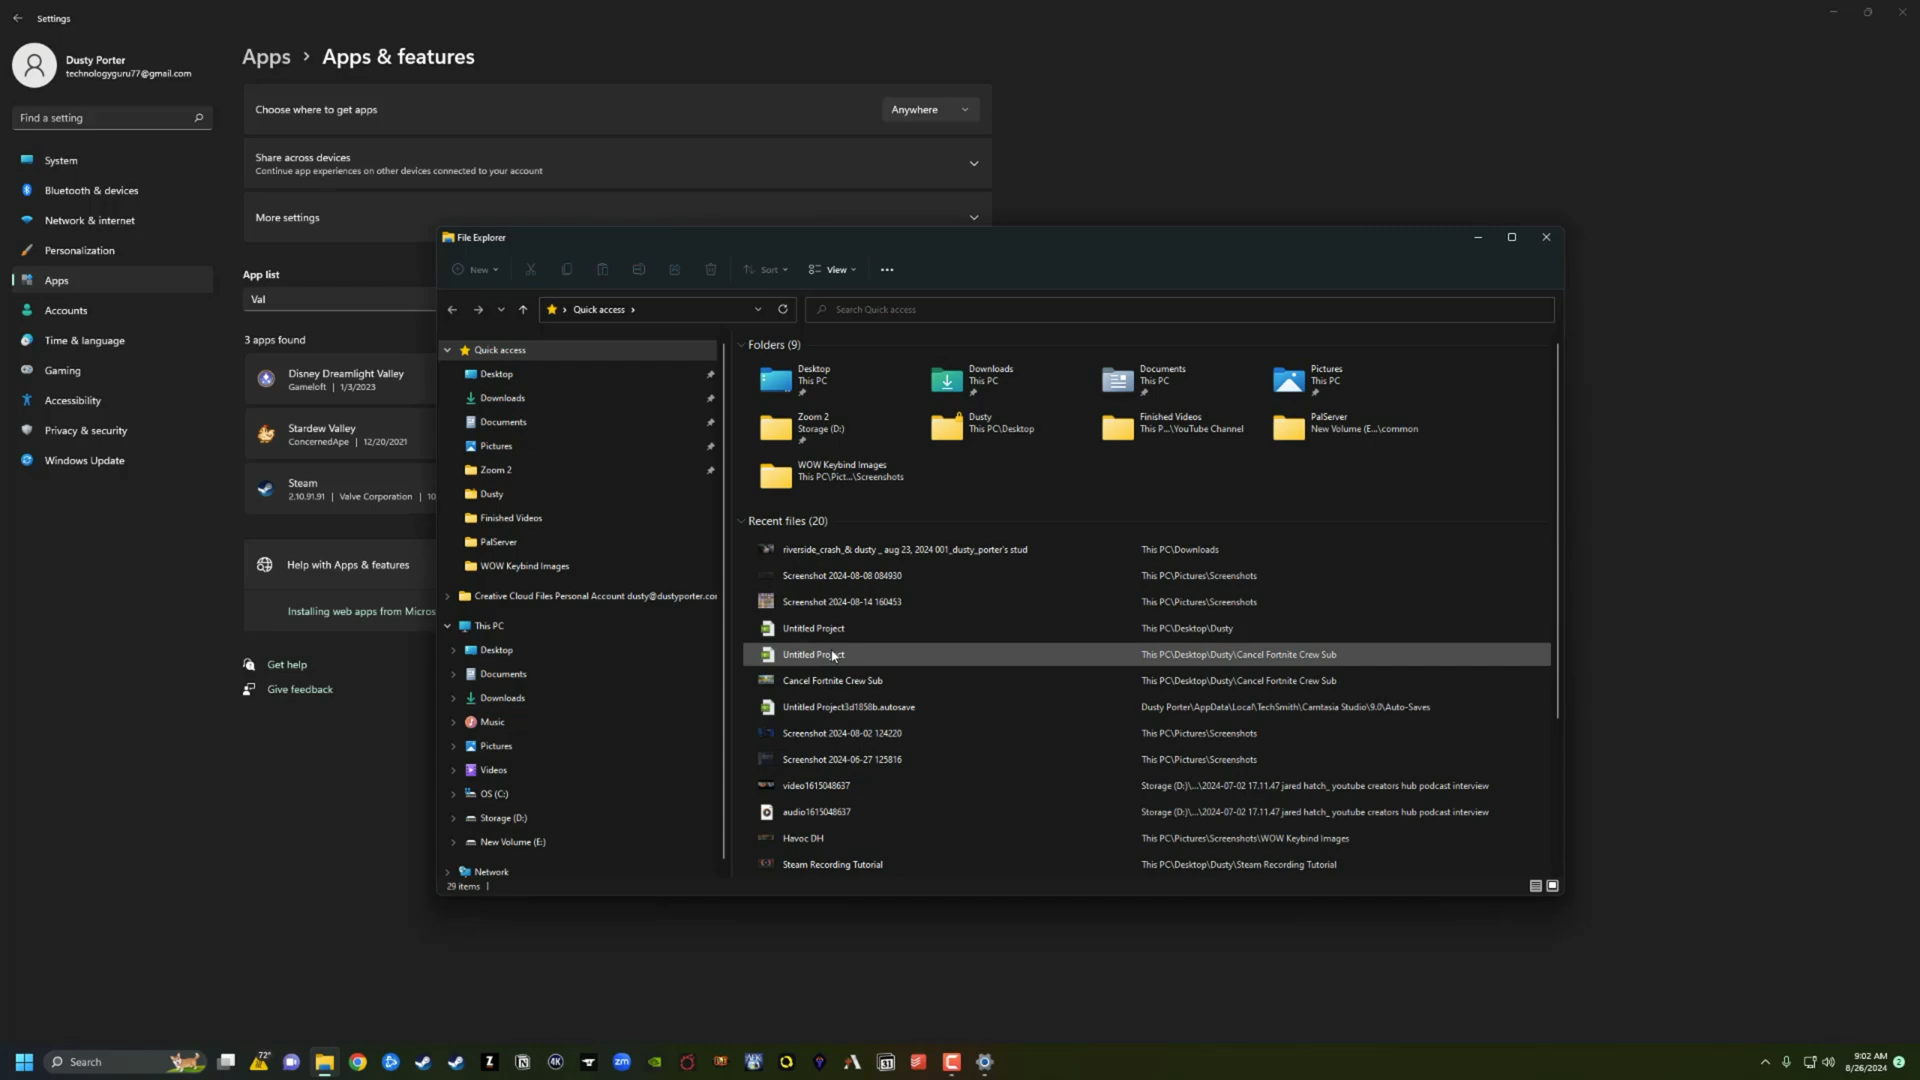 Settings
Dusty Porter
technologyguru77@gmail.com
Find a setting
System
Bluetooth & devices
Network & internet
Personalization
Apps
Accounts
Time & language
Gaming
Accessibility
Privacy & security
Windows Update
Apps > Apps & features
Choose where to get apps
Anywhere
Share across devices
Continue app experiences on other devices connected to your account
More settings
App list
Val
3 apps found
Disney Dreamlight Valley
Gameloft | 1/3/2023
Stardew Valley
ConcernedApe | 12/20/2021
Steam
2.10.91.91 | Valve Corporation | 10
Help with Apps & features
Installing web apps from Micros
Get help
Give feedback
File Explorer
New
Sort
View
Quick access
Search Quick access
Quick access
Desktop
Downloads
Documents
Pictures
Zoom 2
Dusty
Finished Videos
PalServer
WOW Keybind Images
Creative Cloud Files Personal Account dusty@dustyporter.cor
This PC
Desktop
Documents
Downloads
Music
Pictures
Videos
OS (C:)
Storage (D:)
New Volume (E:)
Network
29 items
Folders (9)
Desktop
This PC
Downloads
This PC
Documents
This PC
Pictures
This PC
Zoom 2
Storage (D:)
Dusty
This PC\Desktop
Finished Videos
This P...\YouTube Channel
PalServer
New Volume (E...\common
WOW Keybind Images
This PC\Pict...\Screenshots
Recent files (20)
riverside_crash_& dusty _ aug 23, 2024 001_dusty_porter's stud This PC\Downloads
Screenshot 2024-08-08 084930 This PC\Pictures\Screenshots
Screenshot 2024-08-14 160453 This PC\Pictures\Screenshots
Untitled Project This PC\Desktop\Dusty
Untitled Project This PC\Desktop\Dusty\Cancel Fortnite Crew Sub
Cancel Fortnite Crew Sub This PC\Desktop\Dusty\Cancel Fortnite Crew Sub
Untitled Project3d1858b.autosave Dusty Porter\AppData\Local\TechSmith\Camtasia Studio\9.0\Auto-Saves
Screenshot 2024-08-02 124220 This PC\Pictures\Screenshots
Screenshot 2024-06-27 125816 This PC\Pictures\Screenshots
video1615048637 Storage (D:)\...\2024-07-02 17.11.47 jared hatch_ youtube creators hub podcast interview
audio1615048637 Storage (D:)\...\2024-07-02 17.11.47 jared hatch_ youtube creators hub podcast interview
Havoc DH This PC\Pictures\Screenshots\WOW Keybind Images
Steam Recording Tutorial This PC\Desktop\Dusty\Steam Recording Tutorial
Search
72°
Z
4K
zm
31
9:02 AM
8/26/2024
2